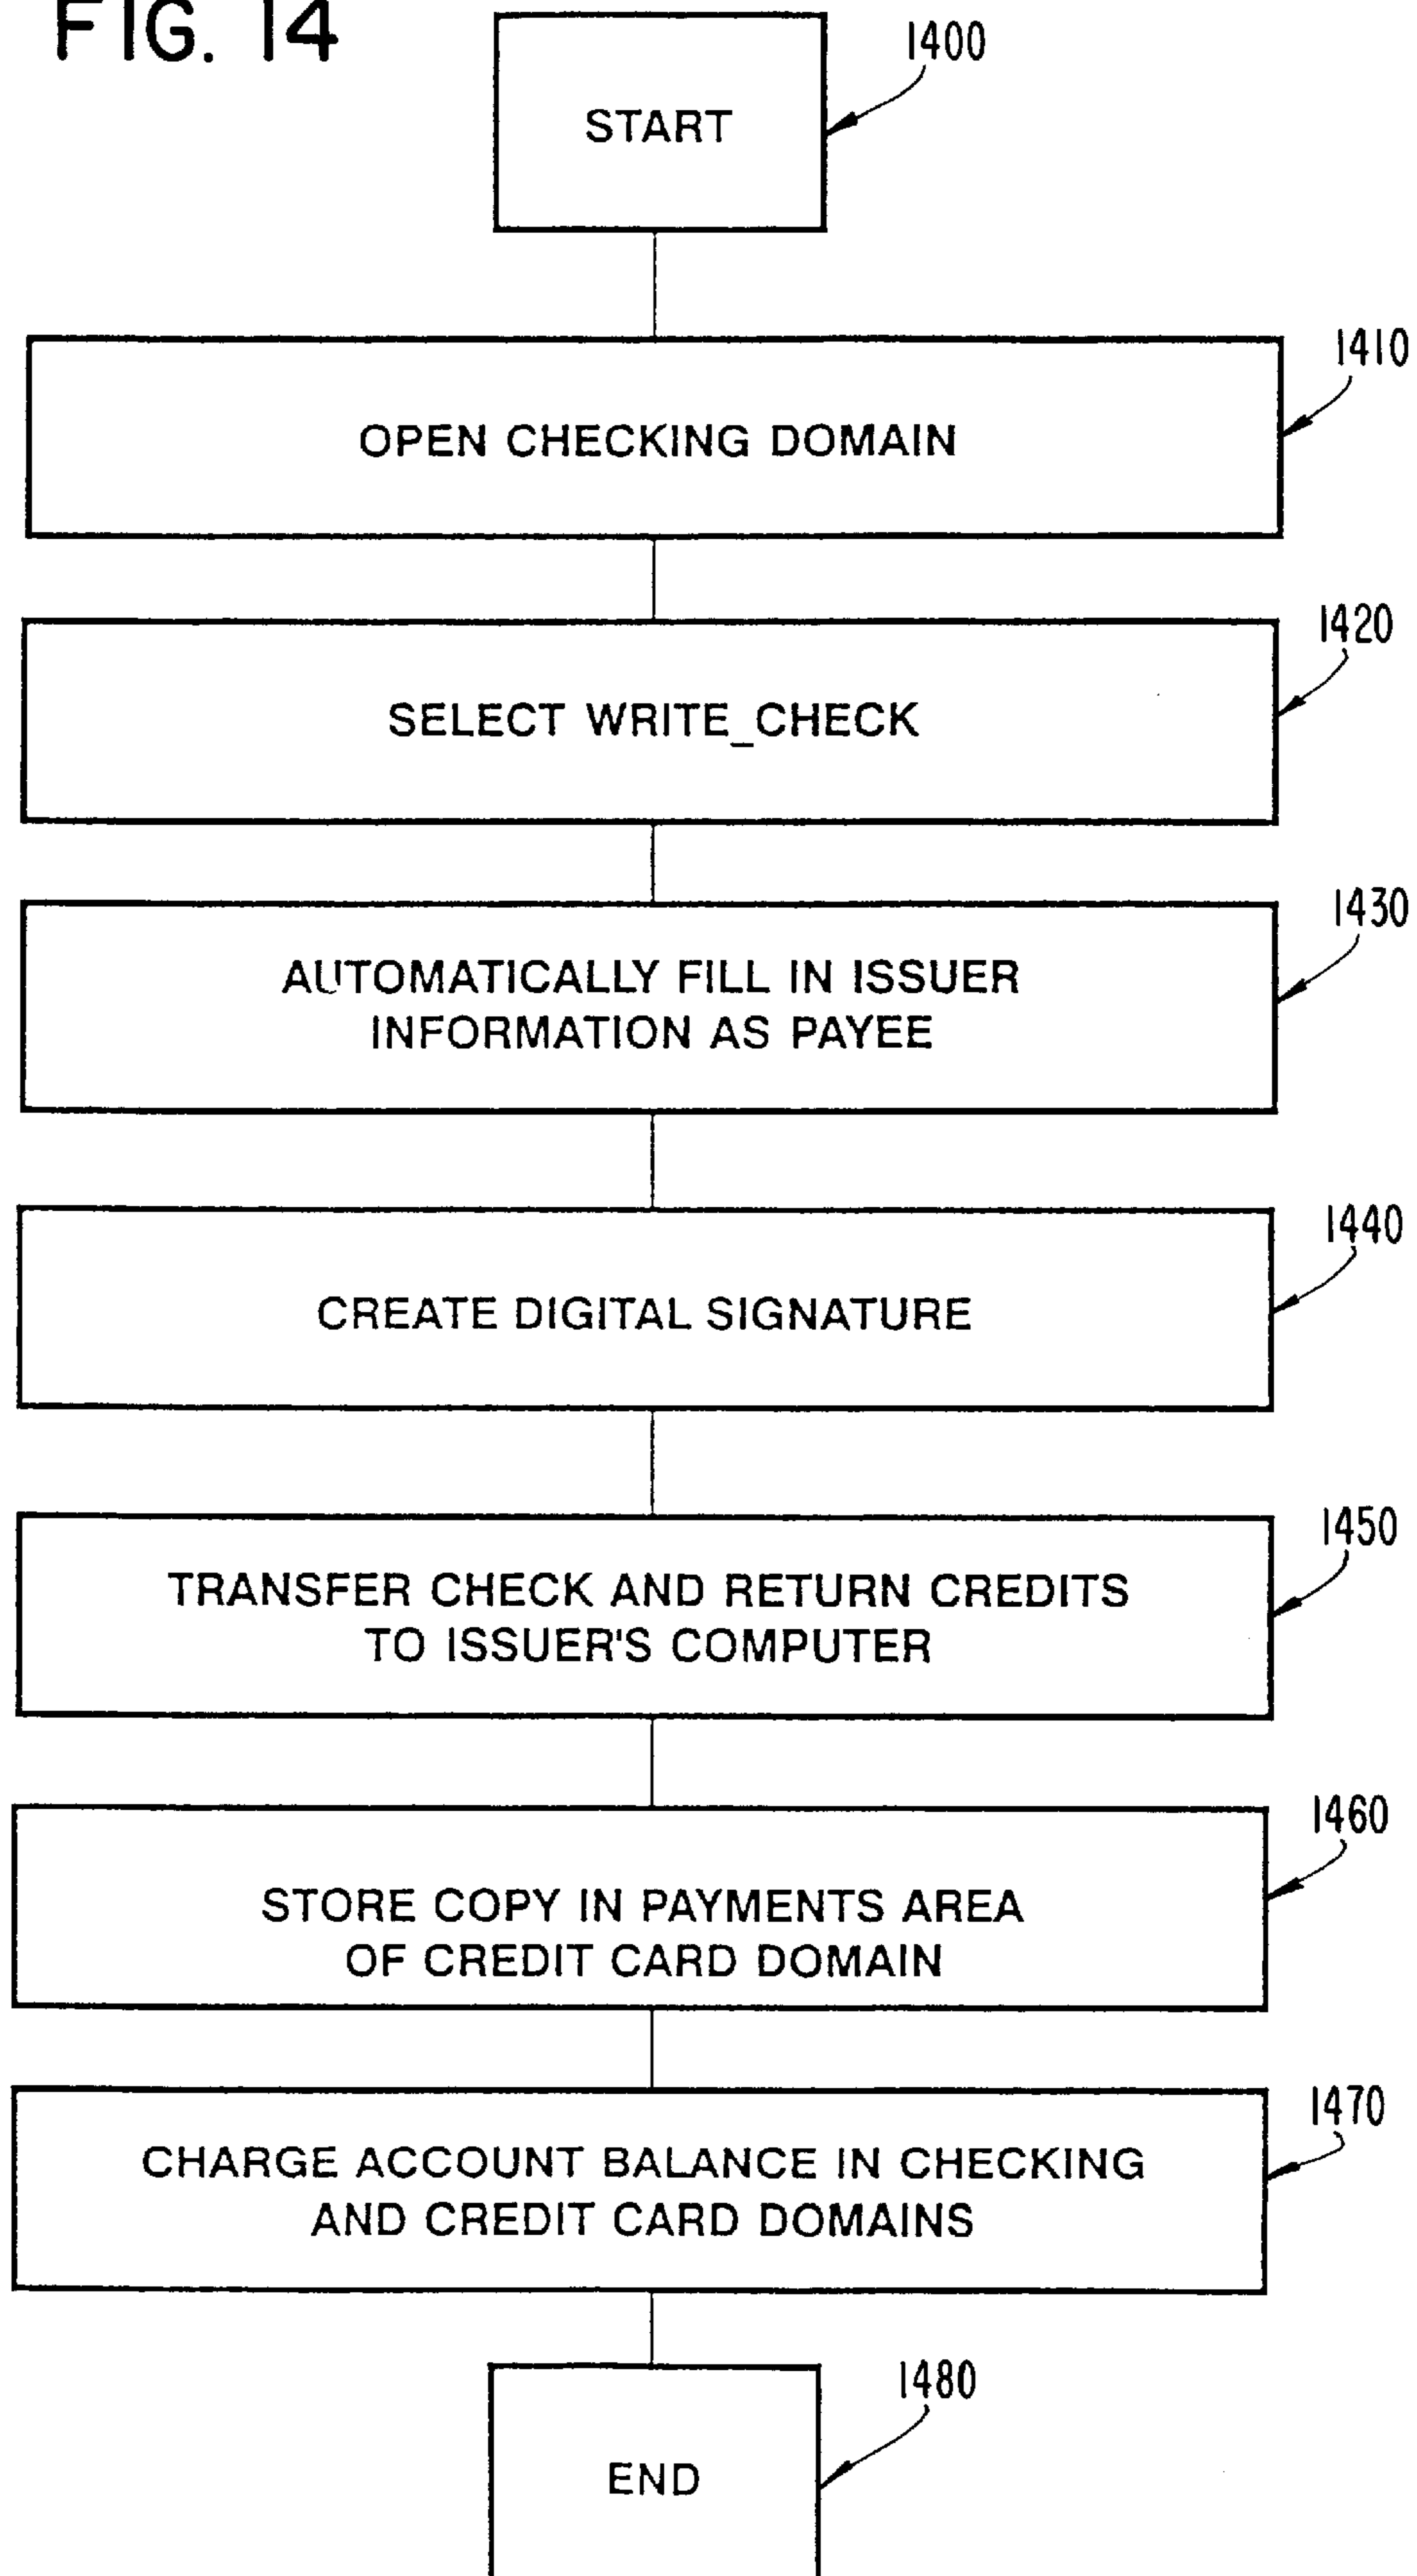 FIG. 14
1400
START
1410
OPEN CHECKING DOMAIN
1420
SELECT WRITE_CHECK
1430
AUTOMATICALLY FILL IN ISSUER
INFORMATION AS PAYEE
1440
CREATE DIGITAL SIGNATURE
1450
TRANSFER CHECK AND RETURN CREDITS
TO ISSUER'S COMPUTER
1460
STORE COPY IN PAYMENTS AREA
OF CREDIT CARD DOMAIN
1470
CHARGE ACCOUNT BALANCE IN CHECKING
AND CREDIT CARD DOMAINS
1480
END